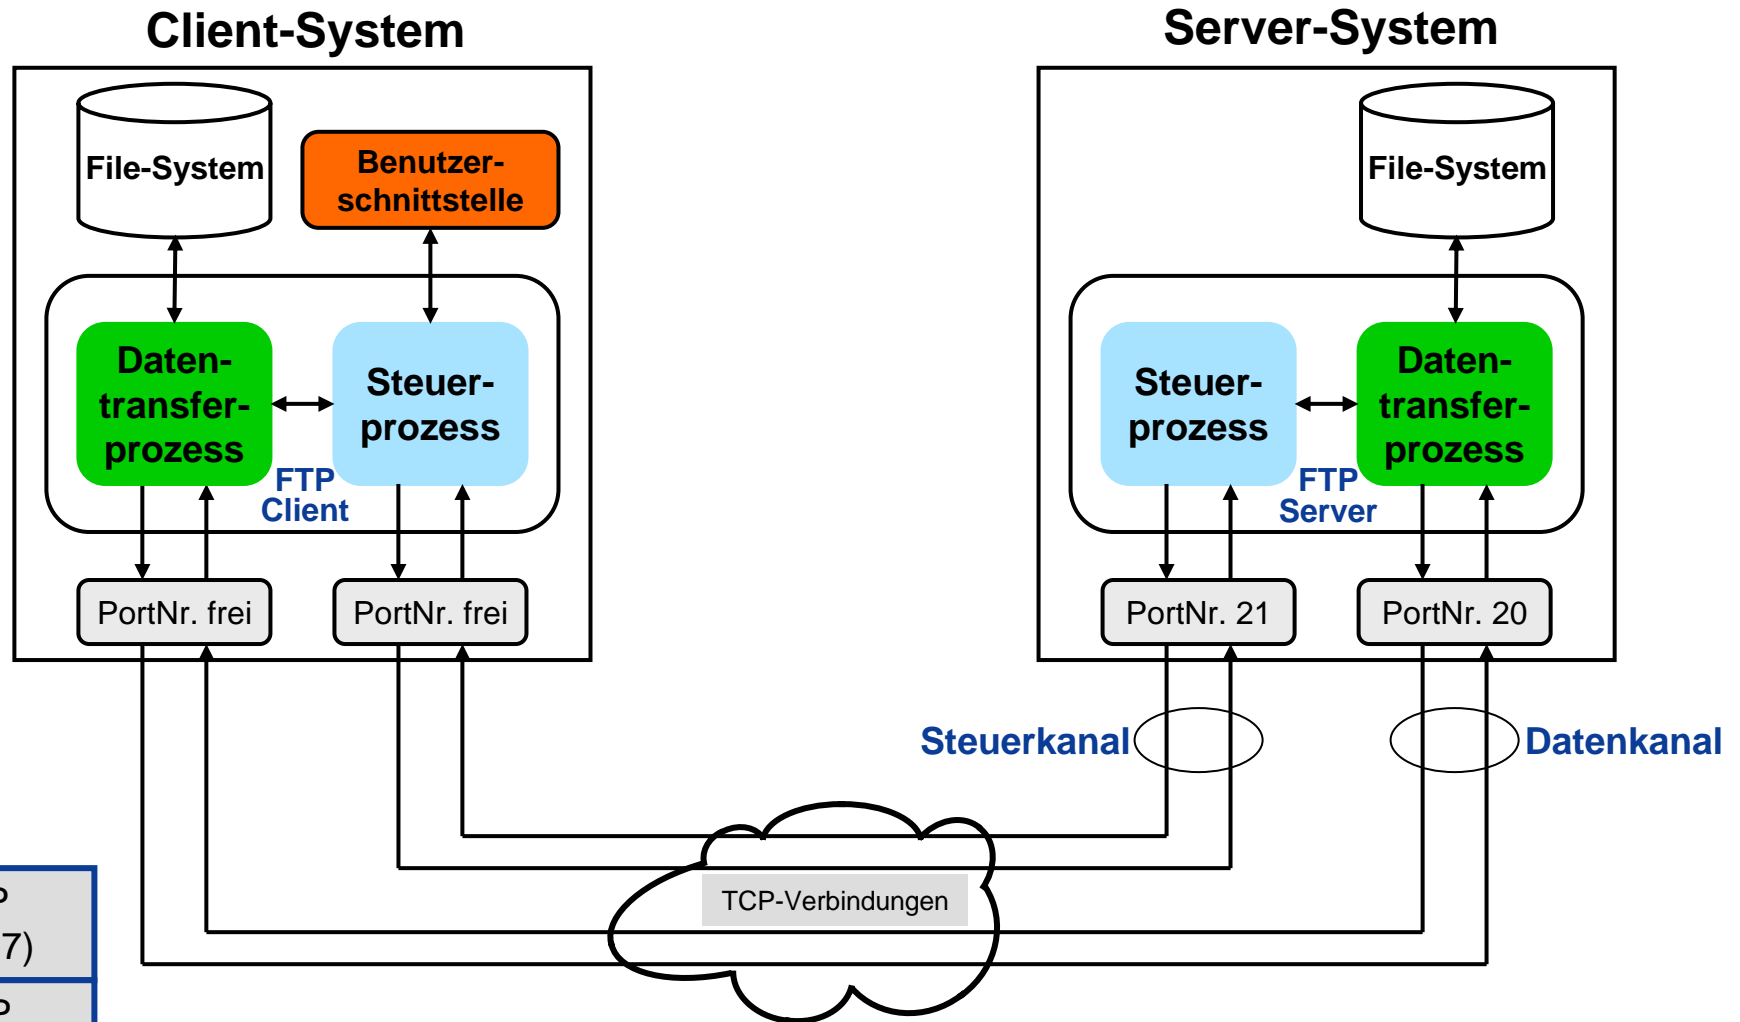 Client-System
Server-System
File-System
Benutzer-
schnittstelle
File-System
Daten-
transfer-
prozess
Steuer-
prozess
FTP
Client
Steuer-
prozess
Daten-
transfer-
prozess
FTP
Server
PortNr. frei
PortNr. frei
PortNr. 21
PortNr. 20
Steuerkanal
Datenkanal
TCP-Verbindungen
P
7)
P